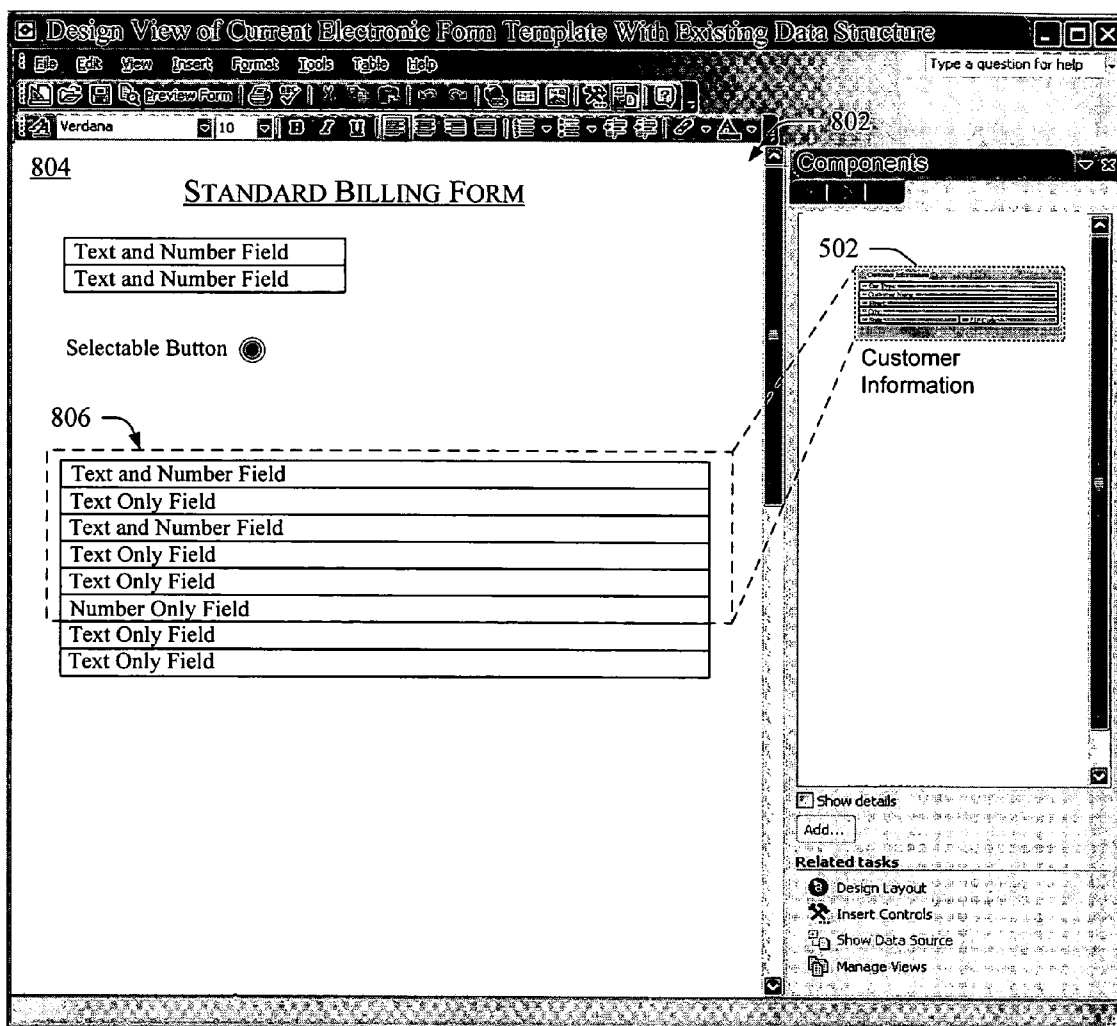 Design View of Current Electronic Form Template With Existing Data Structure
File Edit View Insert Format Tools Table Help
Type a question for help
Preview Form
Verdana 10 B I U A
802
804
STANDARD BILLING FORM
Components
Text and Number Field
Text and Number Field
502
Customer Information
Selectable Button
Customer
Information
806
Text and Number Field
Text Only Field
Text and Number Field
Text Only Field
Text Only Field
Number Only Field
Text Only Field
Text Only Field
Show details
Add...
Related tasks
Design Layout
Insert Controls
Show Data Source
Manage Views